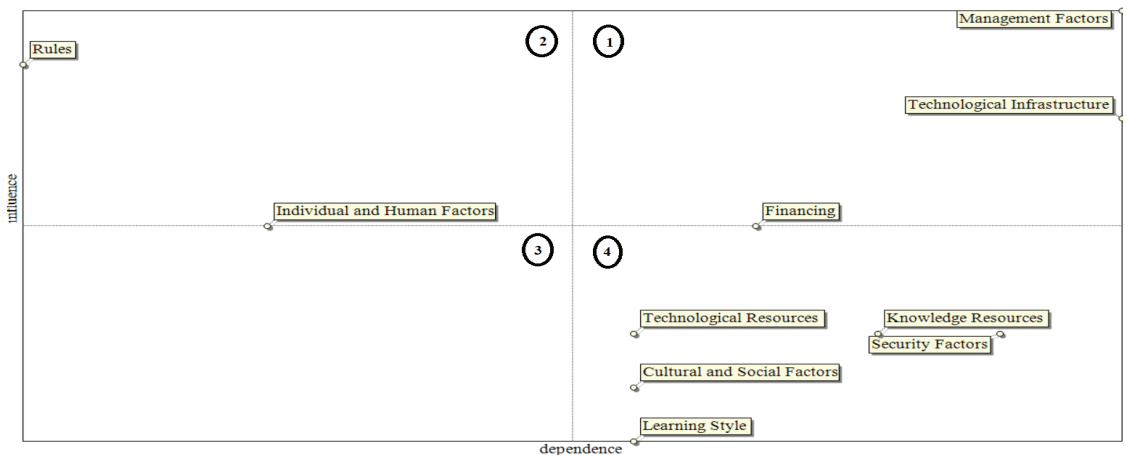 Management Factors
2
1
Rules
Technological Infrastructure
influence
Individual and Human Factors
Financing
3
4
Technological Resources
Knowledge Resources
Security Factors
Cultural and Social Factors
Learning Style
dependence